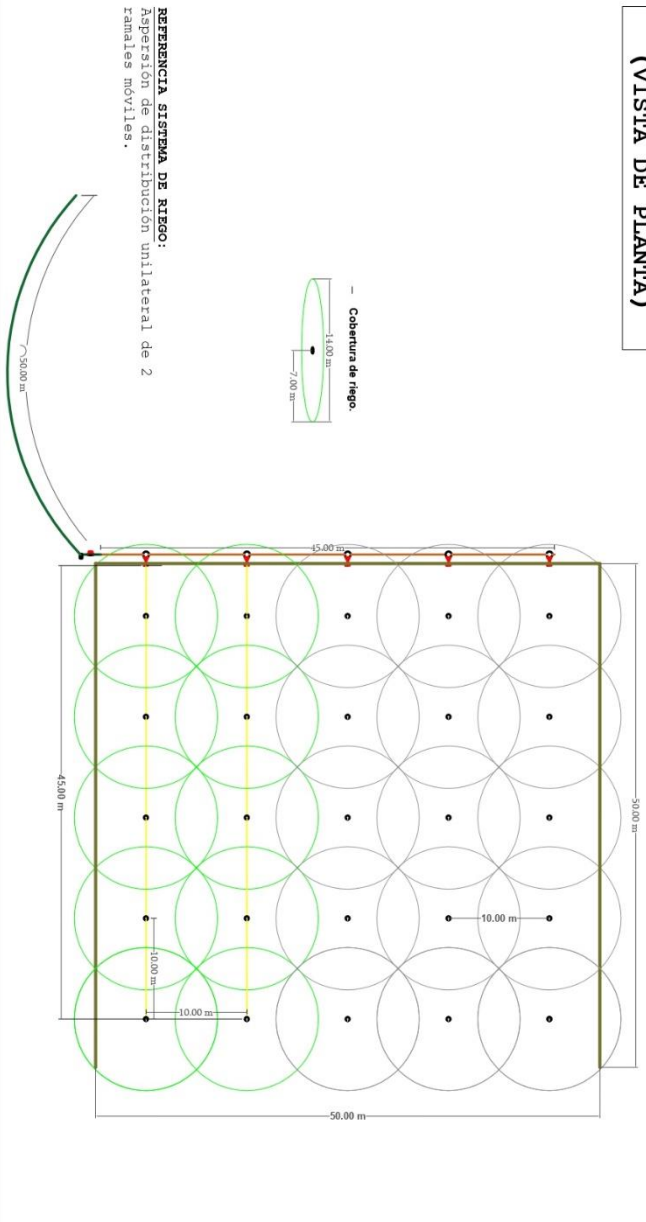 (VISTA DE PLANTA)
REFERENCIA SISTEMA DE RIEGO:
Aspersión de distribución unilateral de 2
ramales móviles.
– Cobertura de riego.
14.00 m
7.00 m
50.00 m
45.00 m
45.00 m
50.00 m
10.00 m
10.00 m
10.00 m
50.00 m